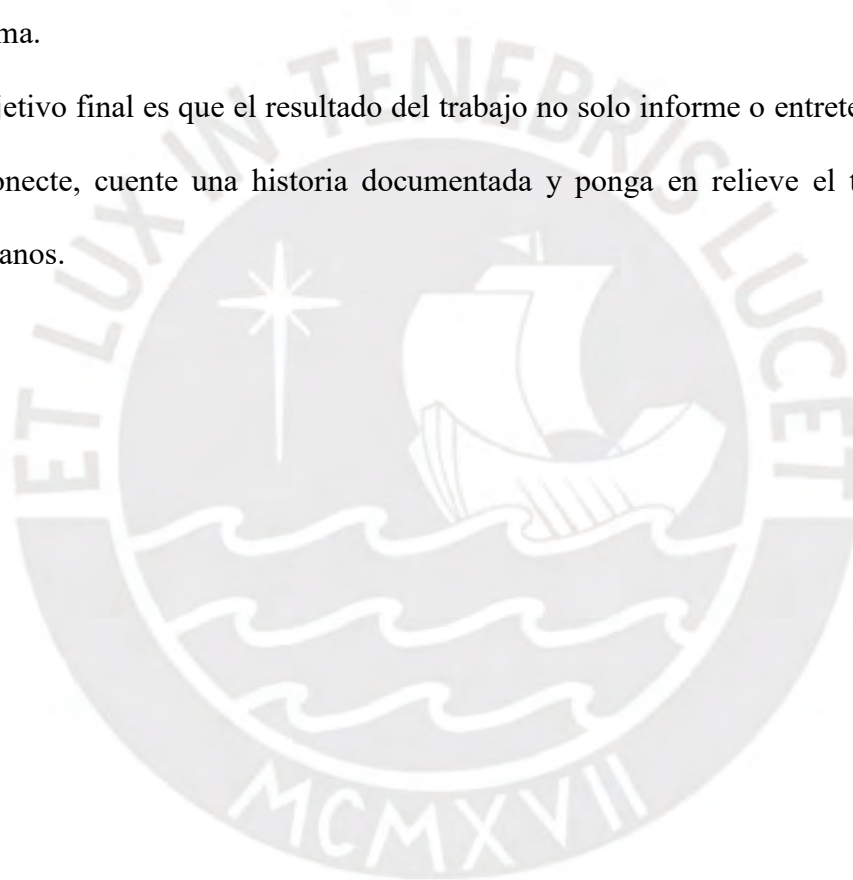 ma.
jetivo final es que el resultado del trabajo no solo informe o entrete
onecte, cuente una historia documentada y ponga en relieve el t
anos.
ET LUX IN TENEBRIS LUCET
MCMXVII